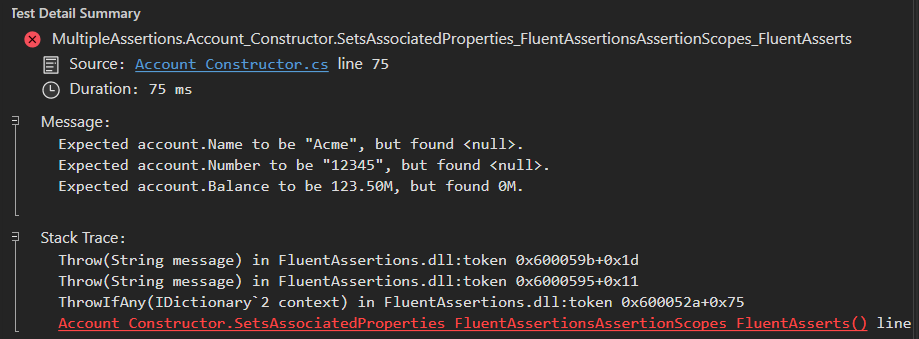 Test Detail Summary
MultipleAssertions.Account_Constructor.SetsAssociatedProperties_FluentAssertionsAssertionScopes_FluentAsserts
Source: Account_Constructor.cs line 75
Duration: 75 ms
Message:
Expected account.Name to be "Acme", but found <null>.
Expected account.Number to be "12345", but found <null>.
Expected account.Balance to be 123.50M, but found 0M.
Stack Trace:
Throw(String message) in FluentAssertions.dll:token 0x600059b+0x1d
Throw(String message) in FluentAssertions.dll:token 0x6000595+0x11
ThrowIfAny(IDictionary`2 context) in FluentAssertions.dll:token 0x600052a+0x75
Account_Constructor.SetsAssociatedProperties_FluentAssertionsAssertionScopes_FluentAsserts() line